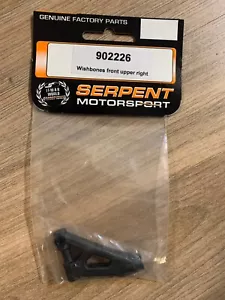 GENUINE FACTORY PARTS
902226
Wishbones front upper right
SERPENT
MOTORSPORT